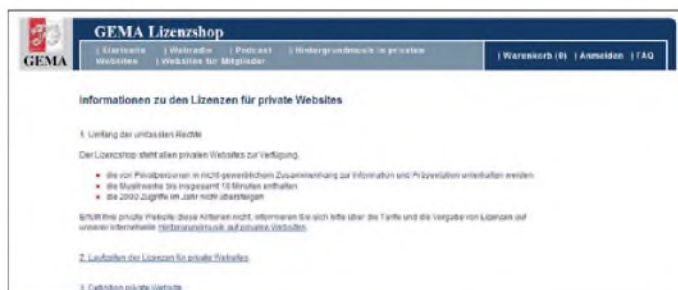 GEMA Lizenzshop
GEMA
| Startseite | Webradio | Podcast | Hintergrundmusik in privaten
Websites | Websites für Mitglieder
| Warenkorb (0) | Anmelden | FAQ
Informationen zu den Lizenzen für private Websites
1. Umfang der umfassten Rechte
Der Lizenzshop steht allen privaten Websites zur Verfügung,
die von Privatpersonen in nicht-gewerblichem Zusammenhang zur Information und Präsentation unterhalten werden
die Musikwerke bis insgesamt 10 Minuten enthalten
die 2000 Zugriffe im Jahr nicht übersteigen
Erfüllt Ihre private Website diese Kriterien nicht, informieren Sie sich bitte über die Tarife und die Vergabe von Lizenzen auf
unserer Internetseite Hintergrundmusik auf privaten Websites.
2. Laufzeiten der Lizenzen für private Websites
3. Definition private Website